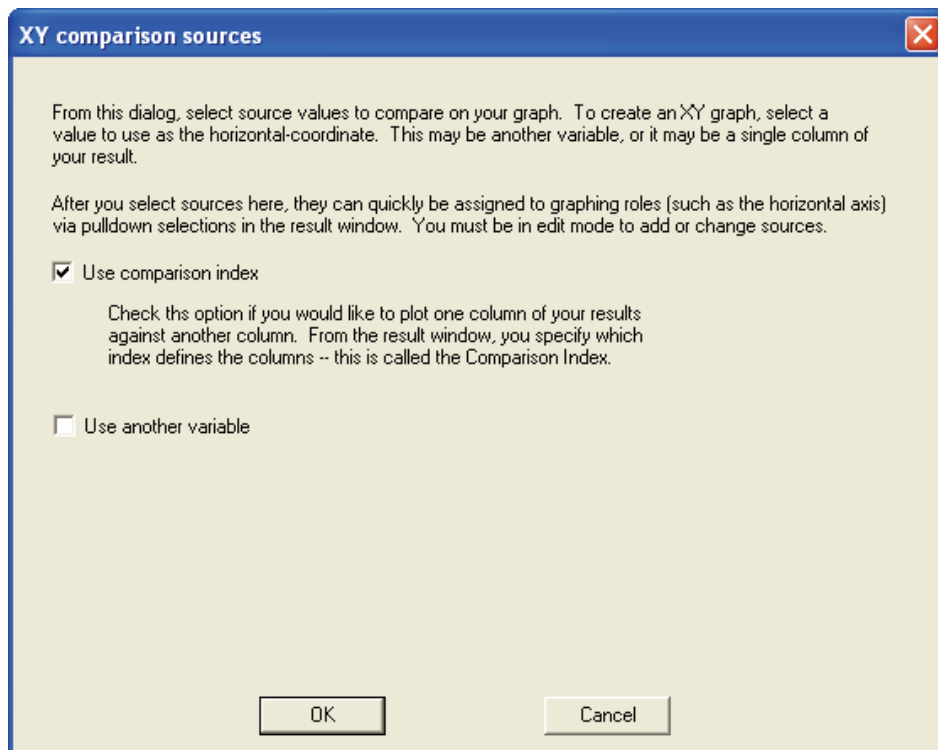 XY comparison sources
From this dialog, select source values to compare on your graph.  To create an XY graph, select a
value to use as the horizontal-coordinate.  This may be another variable, or it may be a single column of
your result.
After you select sources here, they can quickly be assigned to graphing roles (such as the horizontal axis)
via pulldown selections in the result window.  You must be in edit mode to add or change sources.
Use comparison index
Check ths option if you would like to plot one column of your results
against another column.  From the result window, you specify which
index defines the columns -- this is called the Comparison Index.
Use another variable
OK
Cancel